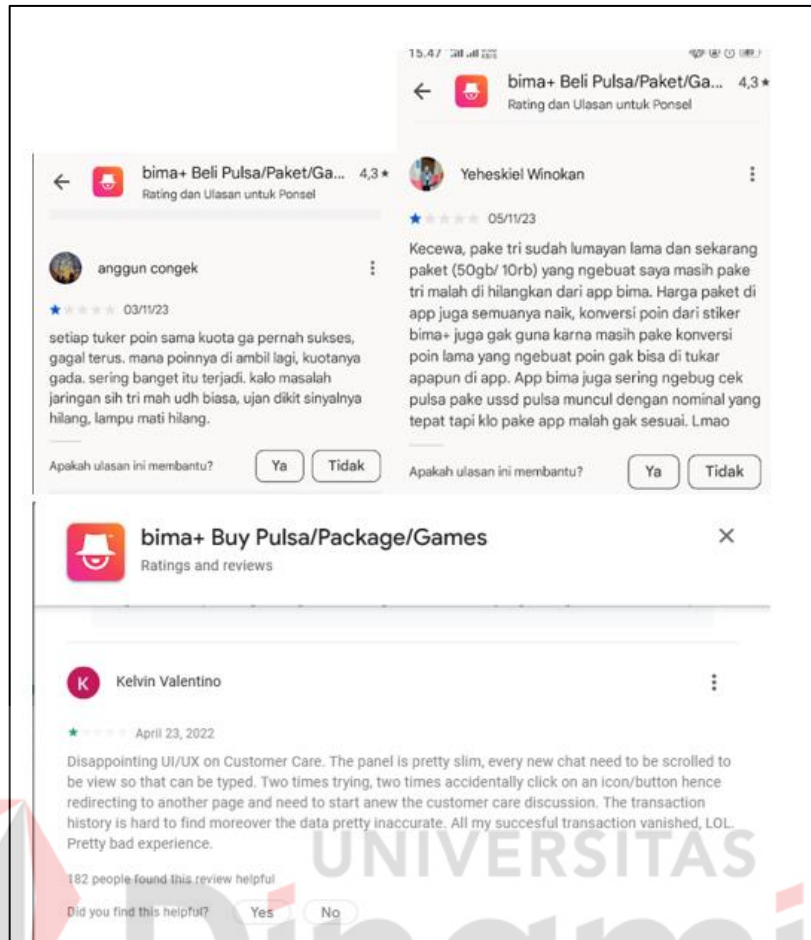 bima+ Beli Pulsa/Paket/Ga... 4,3★
Rating dan Ulasan untuk Ponsel
anggun congek
03/11/23
setiap tuker poin sama kuota ga pernah sukses,
gagal terus. mana poinnya di ambil lagi, kuotanya
gada. sering banget itu terjadi. kalo masalah
jaringan sih tri mah udh biasa, ujan dikit sinyalnya
hilang, lampu mati hilang.
Apakah ulasan ini membantu? Ya Tidak
15.47
bima+ Beli Pulsa/Paket/Ga... 4,3★
Rating dan Ulasan untuk Ponsel
Yeheskiel Winokan
05/11/23
Kecewa, pake tri sudah lumayan lama dan sekarang
paket (50gb/ 10rb) yang ngebuat saya masih pake
tri malah di hilangkan dari app bima. Harga paket di
app juga semuanya naik, konversi poin dari stiker
bima+ juga gak guna karna masih pake konversi
poin lama yang ngebuat poin gak bisa di tukar
apapun di app. App bima juga sering ngebug cek
pulsa pake ussd pulsa muncul dengan nominal yang
tepat tapi klo pake app malah gak sesuai. Lmao
Apakah ulasan ini membantu? Ya Tidak
bima+ Buy Pulsa/Package/Games
Ratings and reviews
K Kelvin Valentino
April 23, 2022
Disappointing UI/UX on Customer Care. The panel is pretty slim, every new chat need to be scrolled to
be view so that can be typed. Two times trying, two times accidentally click on an icon/button hence
redirecting to another page and need to start anew the customer care discussion. The transaction
history is hard to find moreover the data pretty inaccurate. All my succesful transaction vanished, LOL.
Pretty bad experience.
182 people found this review helpful
Did you find this helpful? Yes No
UNIVERSITAS
Dinami